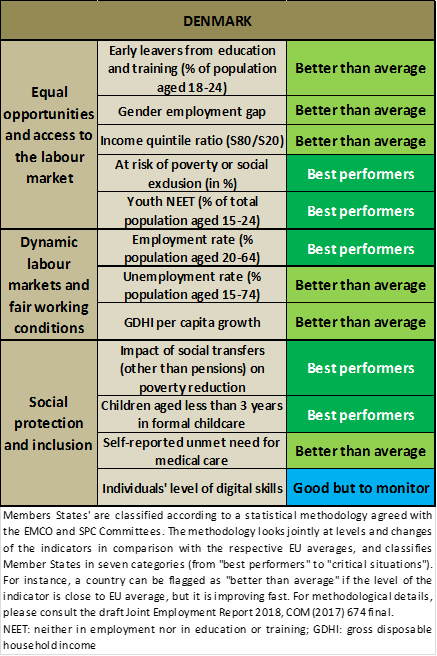 DENMARK
Equal
opportunities
and access to
the labour
market
Early leavers from education
and training (% of population
aged 18-24)
Better than average
Gender employment gap
Better than average
Income quintile ratio (S80/S20)
Better than average
At risk of poverty or social
exclusion (in %)
Best performers
Youth NEET (% of total
population aged 15-24)
Best performers
Dynamic
labour
markets and
fair working
conditions
Employment rate (%
population aged 20-64)
Best performers
Unemployment rate (%
population aged 15-74)
Better than average
GDHI per capita growth
Better than average
Social
protection
and inclusion
Impact of social transfers
(other than pensions) on
poverty reduction
Best performers
Children aged less than 3 years
in formal childcare
Best performers
Self-reported unmet need for
medical care
Better than average
Individuals' level of digital skills
Good but to monitor
Members States' are classified according to a statistical methodology agreed with
the EMCO and SPC Committees. The methodology looks jointly at levels and changes
of the indicators in comparison with the respective EU averages, and classifies
Member States in seven categories (from "best performers" to "critical situations").
For instance, a country can be flagged as "better than average" if the level of the
indicator is close to EU average, but it is improving fast. For methodological details,
please consult the draft Joint Employment Report 2018, COM (2017) 674 final.
NEET: neither in employment nor in education or training; GDHI: gross disposable
household income